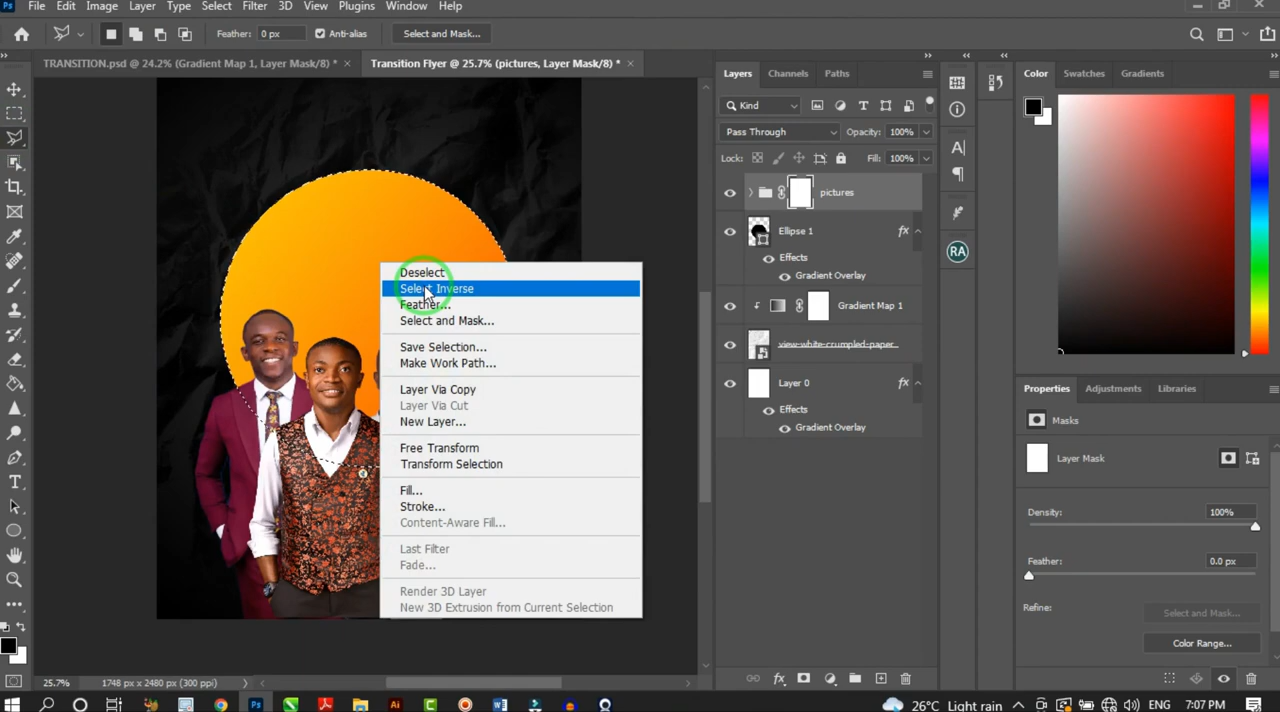 Ps File Edit Image Layer Type Select Filter 3D View Plugins Window Help
Feather: 0 px Anti-alias Select and Mask...
TRANSITION.psd @ 24.2% (Gradient Map 1, Layer Mask/8) * × Transition Flyer @ 25.7% (pictures, Layer Mask/8) * ×
Layers Channels Paths
Color Swatches Gradients
Kind
Pass Through Opacity: 100%
Lock: Fill: 100%
pictures
Ellipse 1 fx
Effects
Gradient Overlay
Gradient Map 1
view-white-crumpled-paper
Layer 0 fx
Effects
Gradient Overlay
A
RA
Deselect
Select Inverse
Feather...
Select and Mask...
Save Selection...
Make Work Path...
Layer Via Copy
Layer Via Cut
New Layer...
Free Transform
Transform Selection
Fill...
Stroke...
Content-Aware Fill...
Last Filter
Fade...
Render 3D Layer
New 3D Extrusion from Current Selection
Properties Adjustments Libraries
Masks
Layer Mask
Density: 100%
Feather: 0.0 px
Refine: Select and Mask...
Color Range...
25.7% 1748 px x 2480 px (300 ppi)
fx
26°C Light rain ENG 7:07 PM